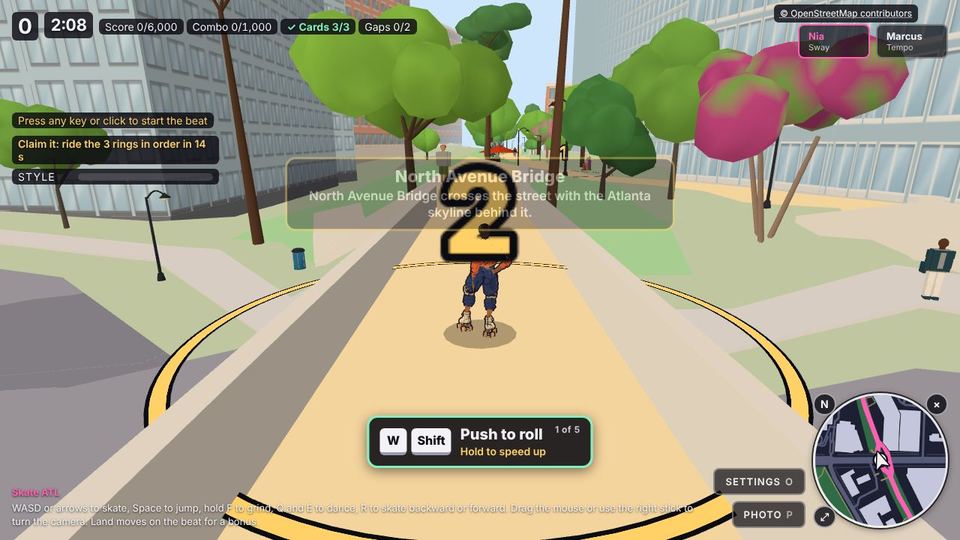 0
2:08
Score 0/6,000
Combo 0/1,000
✓ Cards 3/3
Gaps 0/2
© OpenStreetMap contributors
Nia
Sway
Marcus
Tempo
Press any key or click to start the beat
Claim it: ride the 3 rings in order in 14
s
STYLE
1
North Avenue Bridge
North Avenue Bridge crosses the street with the Atlanta
skyline behind it.
2
W
Shift
Push to roll
1 of 5
Hold to speed up
N
×
SETTINGS O
PHOTO P
Skate ATL
WASD or arrows to skate, Space to jump, hold F to grind, Q and E to dance, R to skate backward or forward. Drag the mouse or use the right stick to
turn the camera. Land moves on the beat for a bonus.